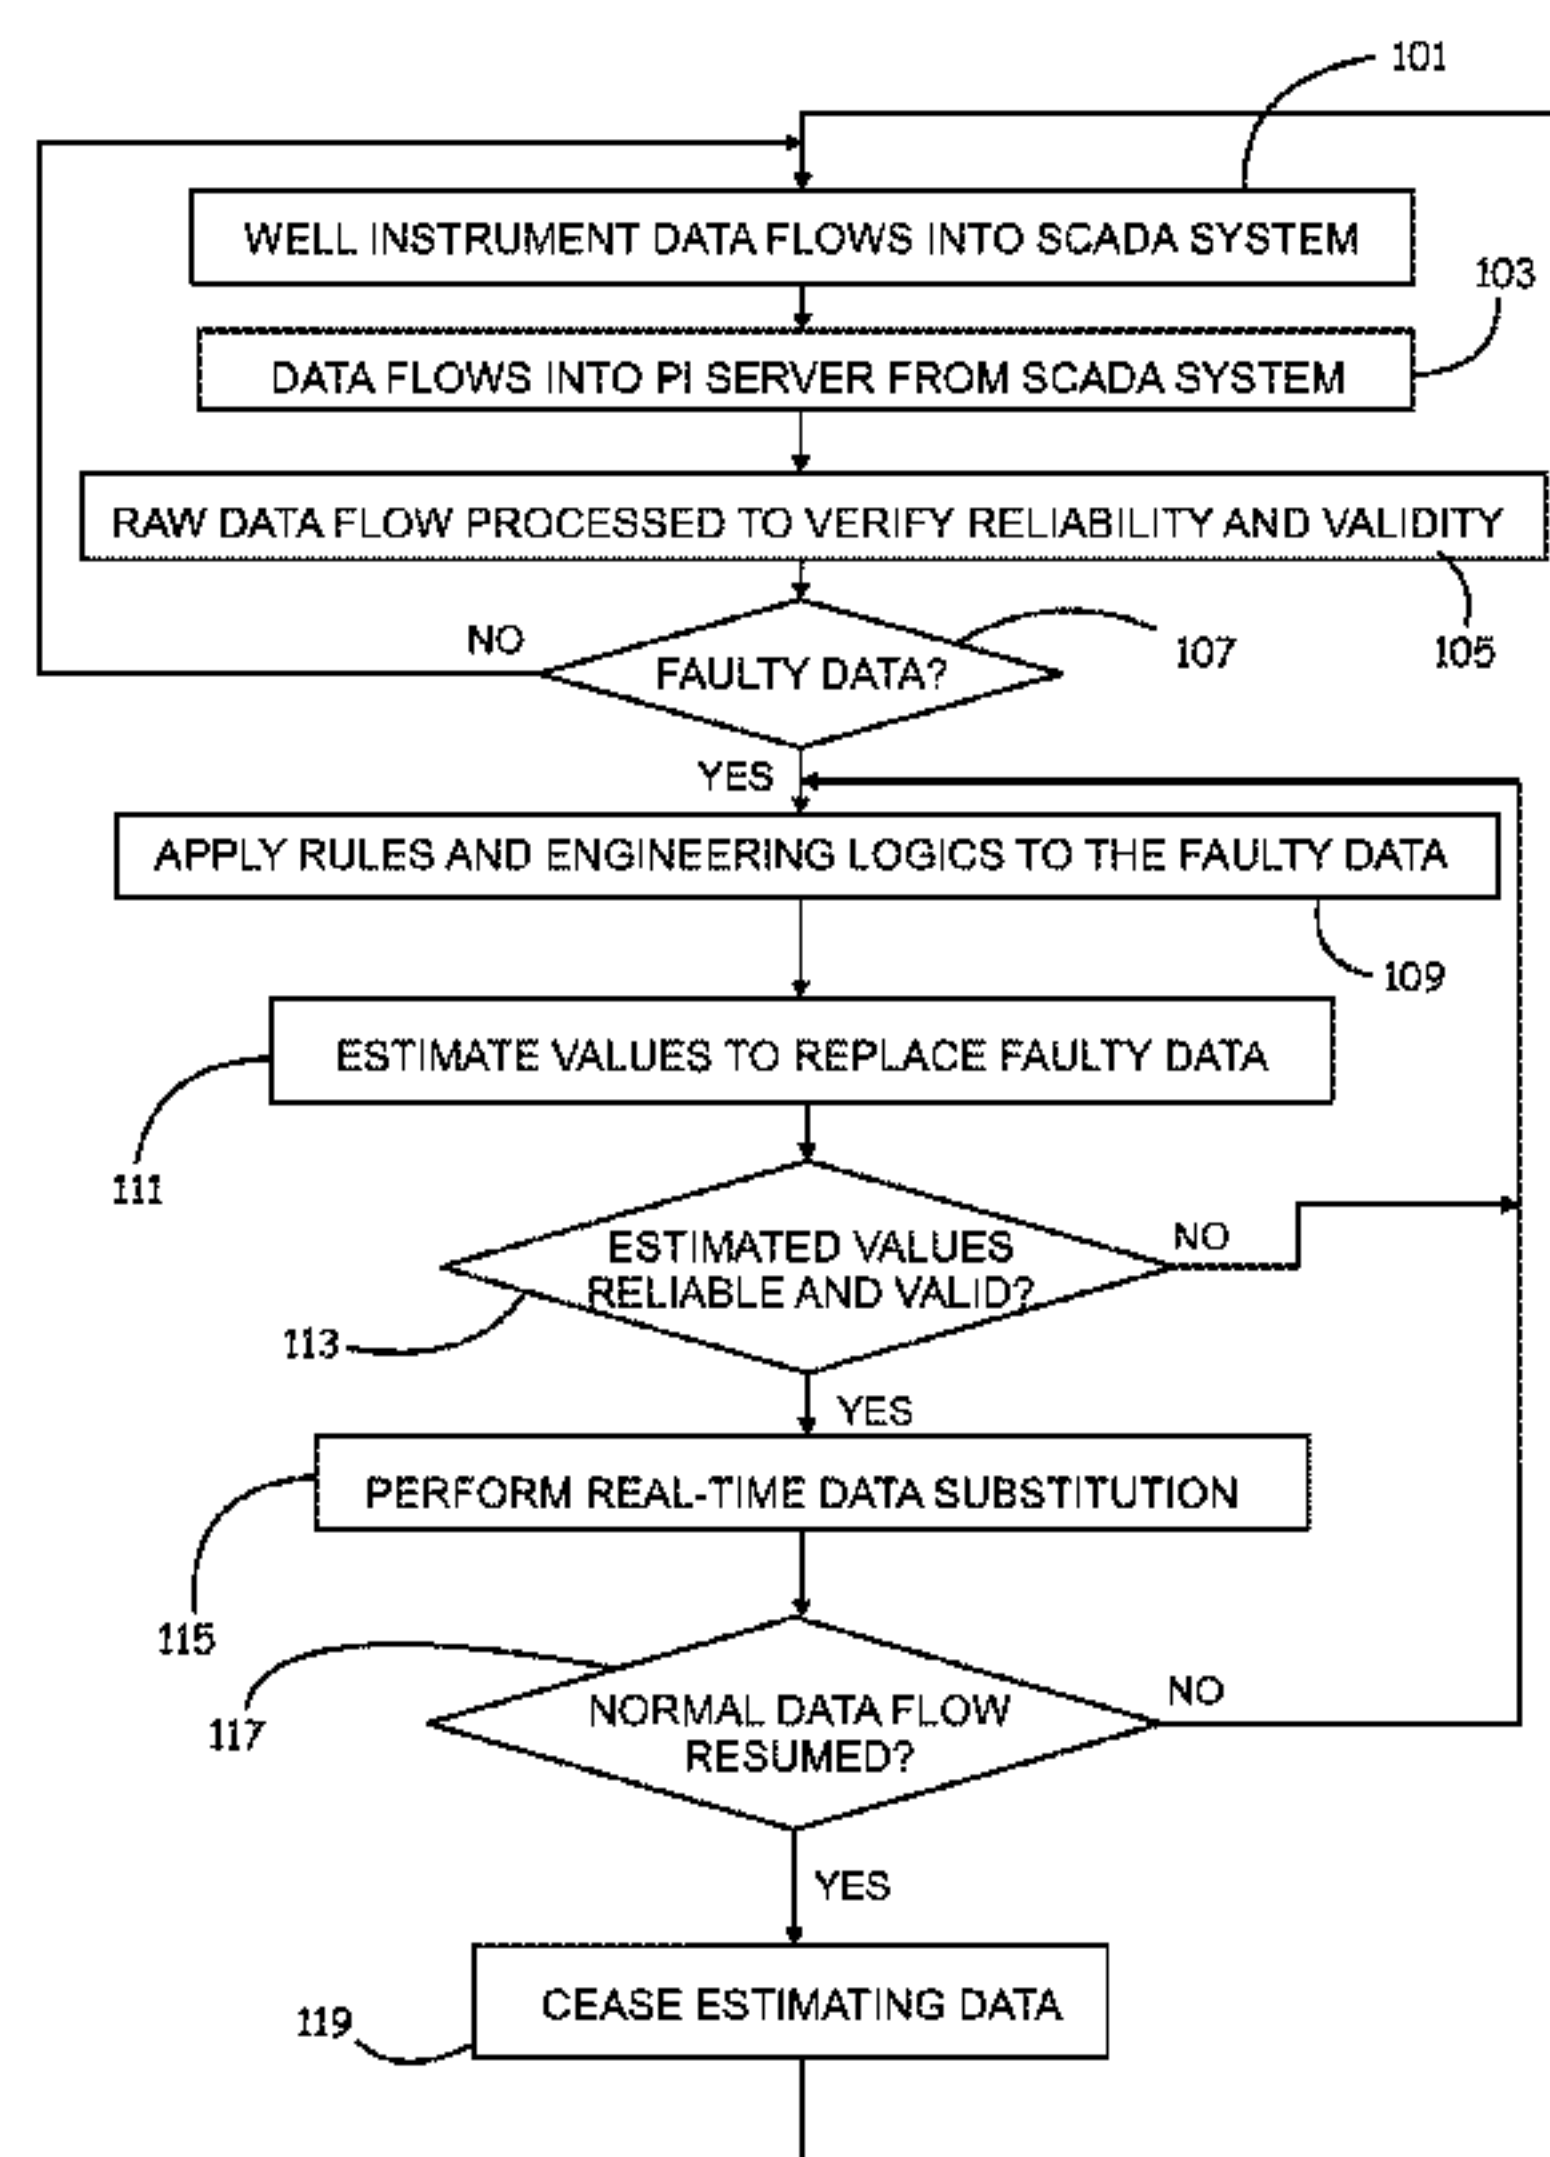 101
WELL INSTRUMENT DATA FLOWS INTO SCADA SYSTEM
103
DATA FLOWS INTO PI SERVER FROM SCADA SYSTEM
RAW DATA FLOW PROCESSED TO VERIFY RELIABILITY AND VALIDITY
105
NO
107
FAULTY DATA?
YES
APPLY RULES AND ENGINEERING LOGICS TO THE FAULTY DATA
109
ESTIMATE VALUES TO REPLACE FAULTY DATA
111
NO
ESTIMATED VALUES
RELIABLE AND VALID?
113
YES
PERFORM REAL-TIME DATA SUBSTITUTION
115
NO
117
NORMAL DATA FLOW
RESUMED?
YES
CEASE ESTIMATING DATA
119